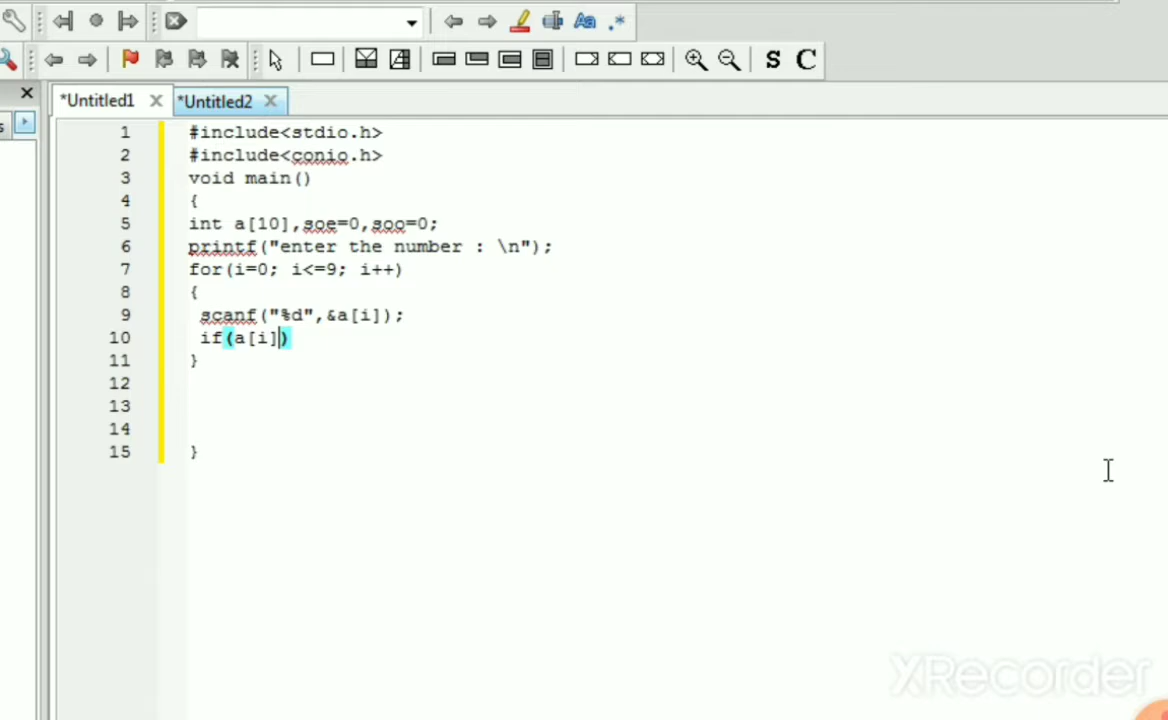 Aa .*
S C
*Untitled1 *Untitled2
s
1 #include<stdio.h>
2 #include<conio.h>
3 void main()
4 {
5 int a[10],soe=0,soo=0;
6 printf("enter the number : \n");
7 for(i=0; i<=9; i++)
8 {
9 scanf("%d",&a[i]);
10 if(a[i])
11 }
12
13
14
15 }
XRecorder